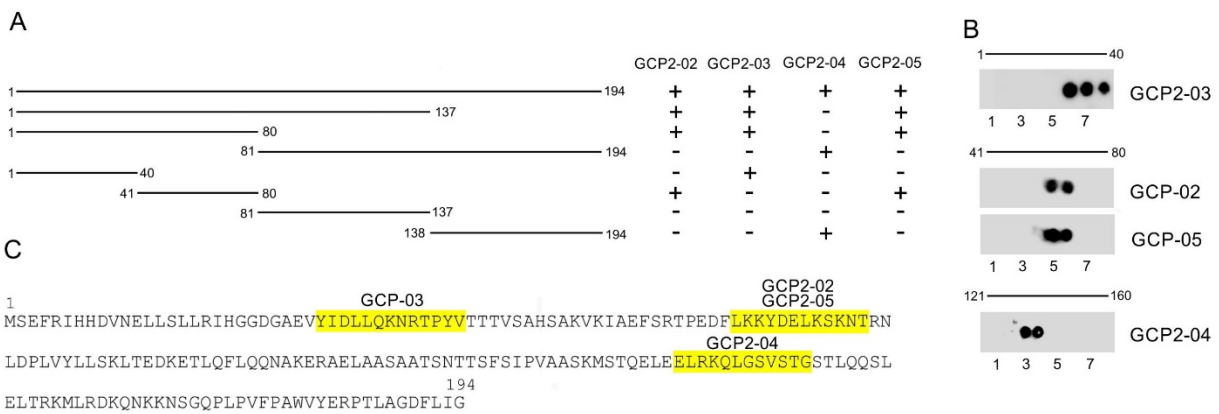 A
GCP2-02 GCP2-03 GCP2-04 GCP2-05
1 194 + + + +
1 137 + + - +
1 80 + + - +
81 194 - - + -
1 40 - + - -
41 80 + - - +
81 137 - - - -
138 194 - - + -
B
1 40
GCP2-03
1 3 5 7
41 80
GCP-02
GCP-05
1 3 5 7
121 160
GCP2-04
1 3 5 7
C
GCP-03
GCP2-02
GCP2-05
1
MSEFRIHHDVNELLSLLRIHGGDGAEVYIDLLQKNRTPYVTTTVSAHSAKVKIAEFSRTPEDFLKKYDELKSKNTRN
LDPLVYLLSKLTEDKETLQFLQQNAKERAELAASAATSNTTSFSIPVAASKMSTQELEELRKQLGSVSTGSTLQQSL
GCP2-04
194
ELTRKMLRDKQNKKNSGQPLPVFPAWVYERPTLAGDFLIG